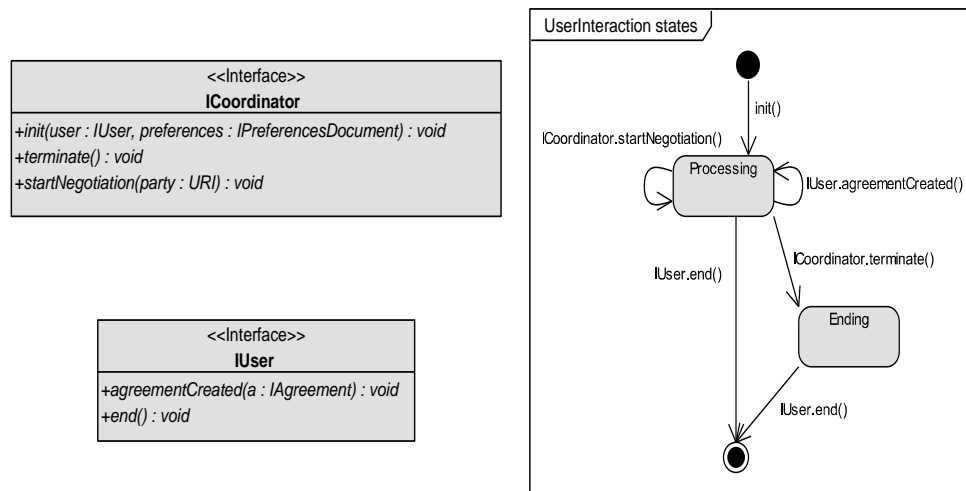 <<Interface>>
ICoordinator
+init(user : IUser, preferences : IPreferencesDocument) : void
+terminate() : void
+startNegotiation(party : URI) : void
<<Interface>>
IUser
+agreementCreated(a : IAgreement) : void
+end() : void
UserInteraction states
init()
ICoordinator.startNegotiation()
Processing
IUser.agreementCreated()
ICoordinator.terminate()
IUser.end()
Ending
IUser.end()